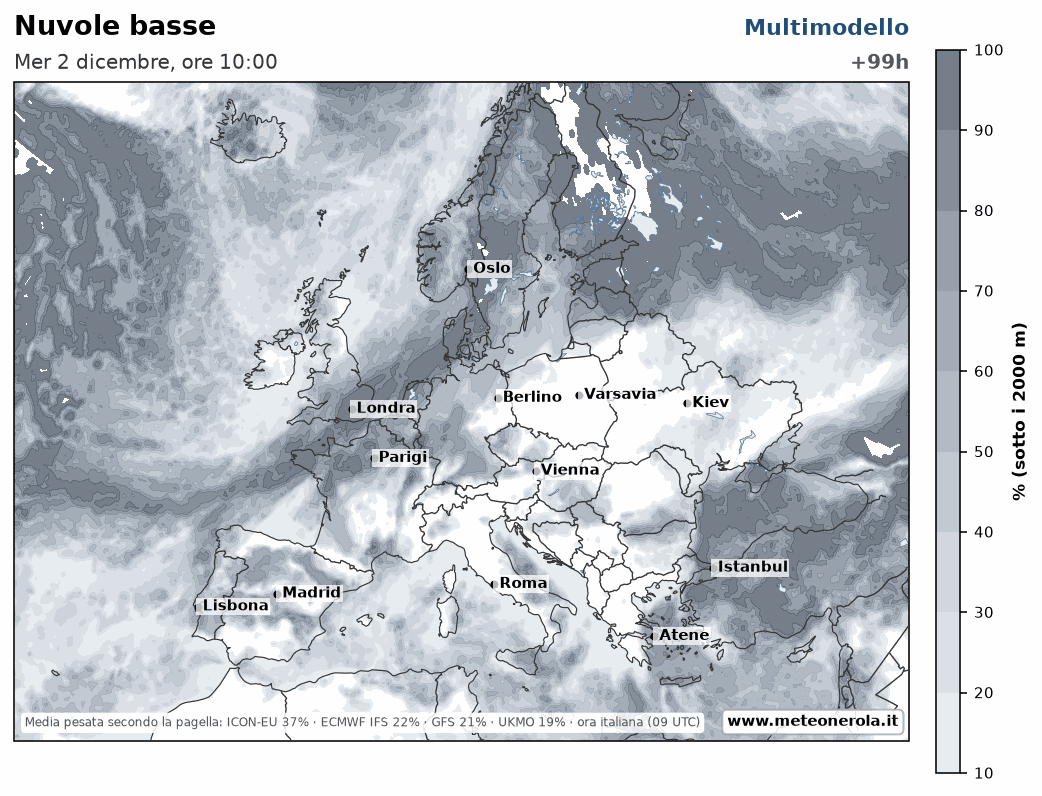 Nuvole basse
Multimodello
Mer 2 dicembre, ore 10:00
+99h
100
90
80
70
60
50
40
30
20
10
% (sotto i 2000 m)
Oslo
Londra
Berlino
Varsavia
Kiev
Parigi
Vienna
Istanbul
Roma
Madrid
Lisbona
Atene
Media pesata secondo la pagella: ICON-EU 37% · ECMWF IFS 22% · GFS 21% · UKMO 19% · ora italiana (09 UTC)
www.meteonerola.it